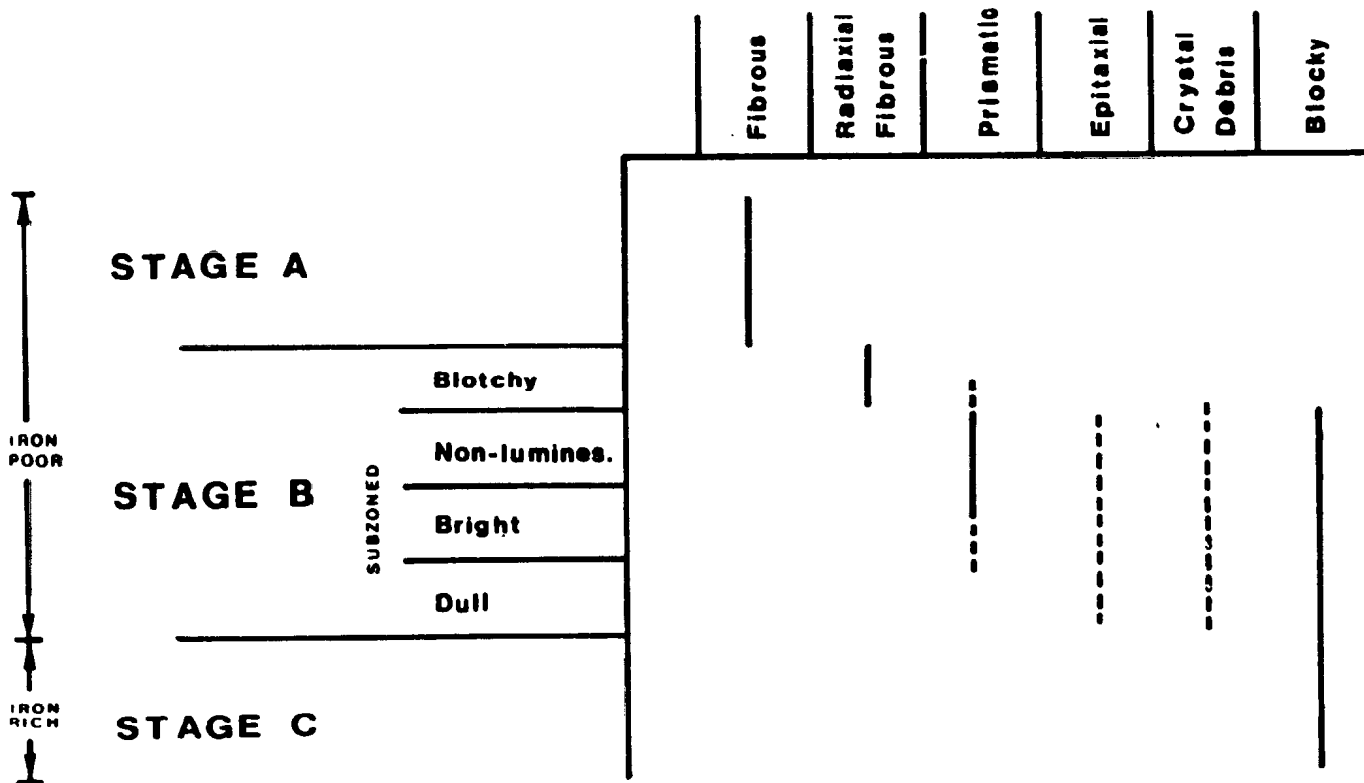 Fibrous
Radiaxial
Fibrous
Prismatic
Epitaxial
Crystal
Debris
Blocky
STAGE A
Blotchy
IRON
POOR
Non-lumines.
STAGE B
SUBZONED
Bright
Dull
IRON
RICH
STAGE C